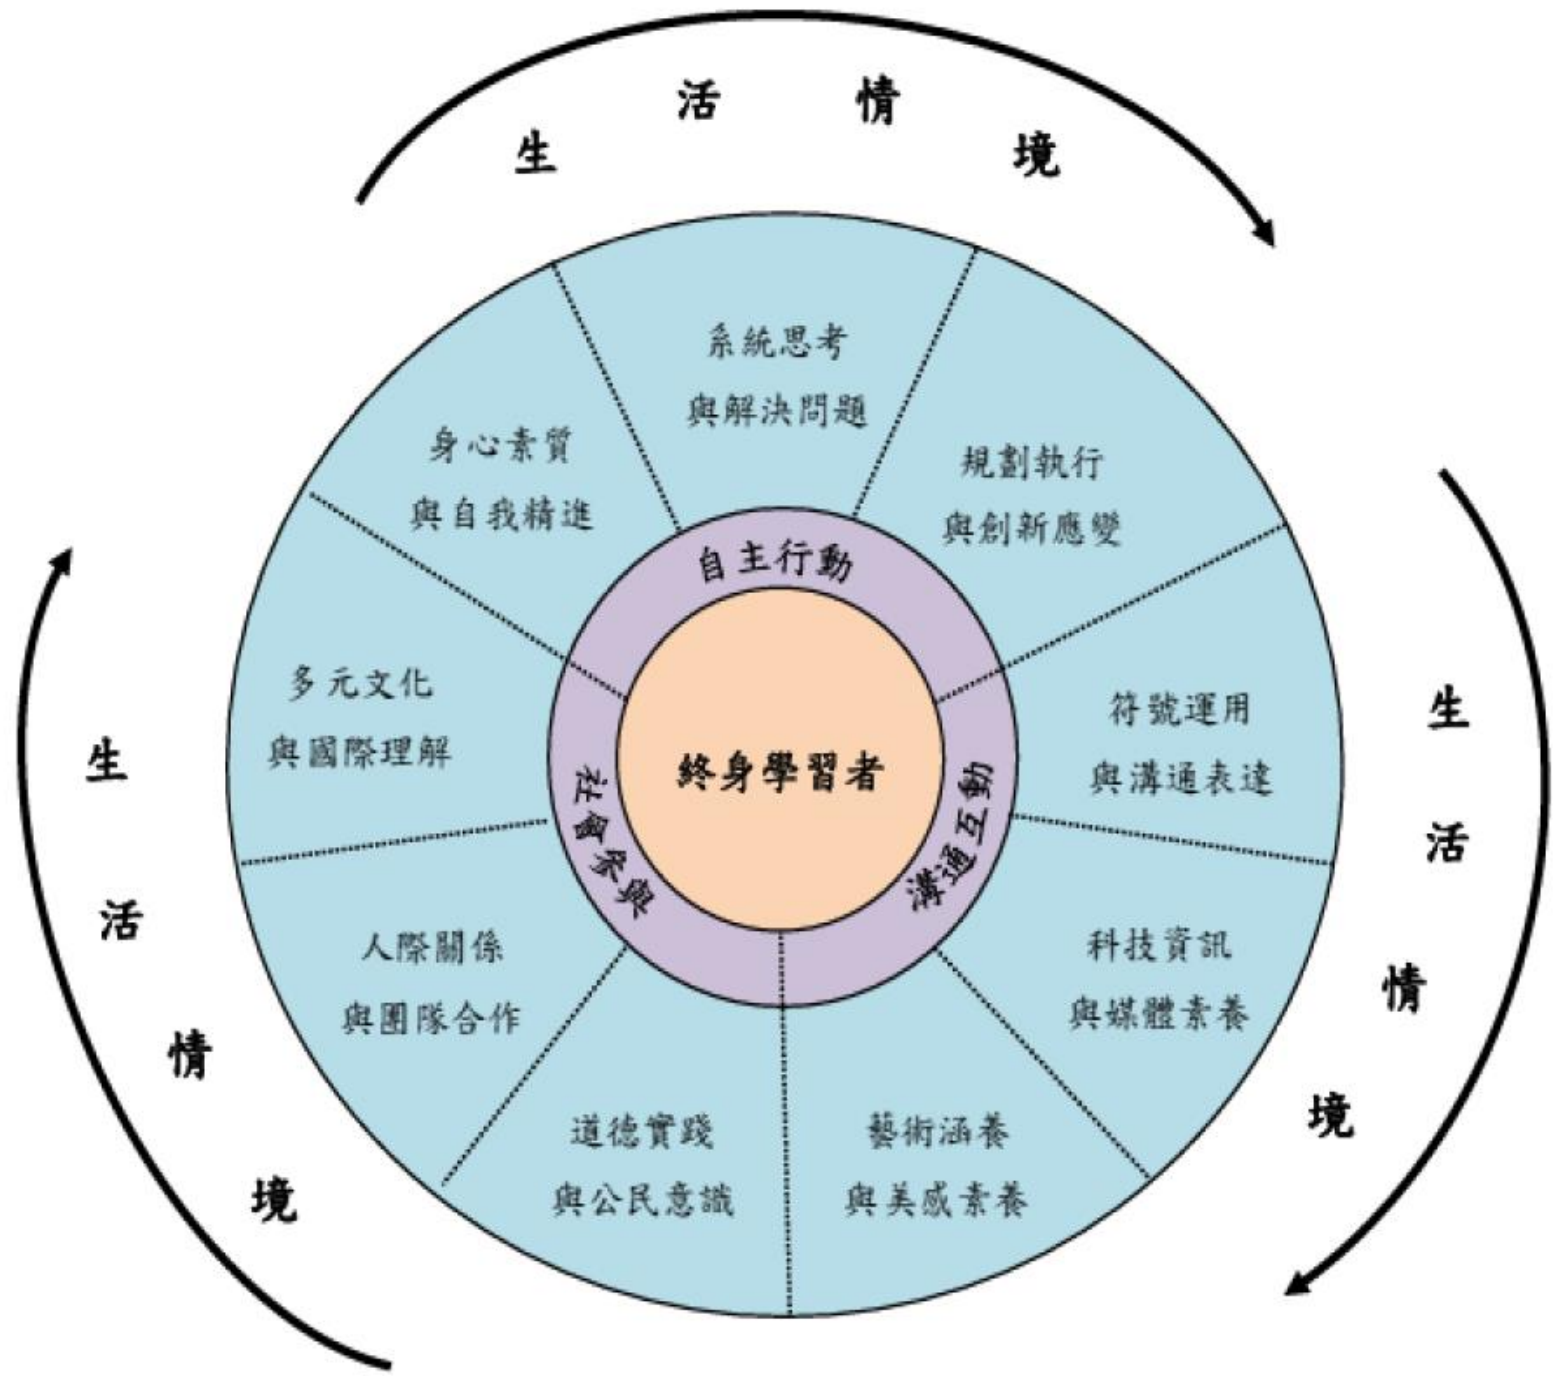 生活情境
系統思考
與解決問題
身心素質
與自我精進
規劃執行
與創新應變
自主行動
多元文化
與國際理解
終身學習者
符號運用
與溝通表達
社會參與
溝通互動
生活情境
生活情境
人際關係
與團隊合作
科技資訊
與媒體素養
道德實踐
與公民意識
藝術涵養
與美感素養